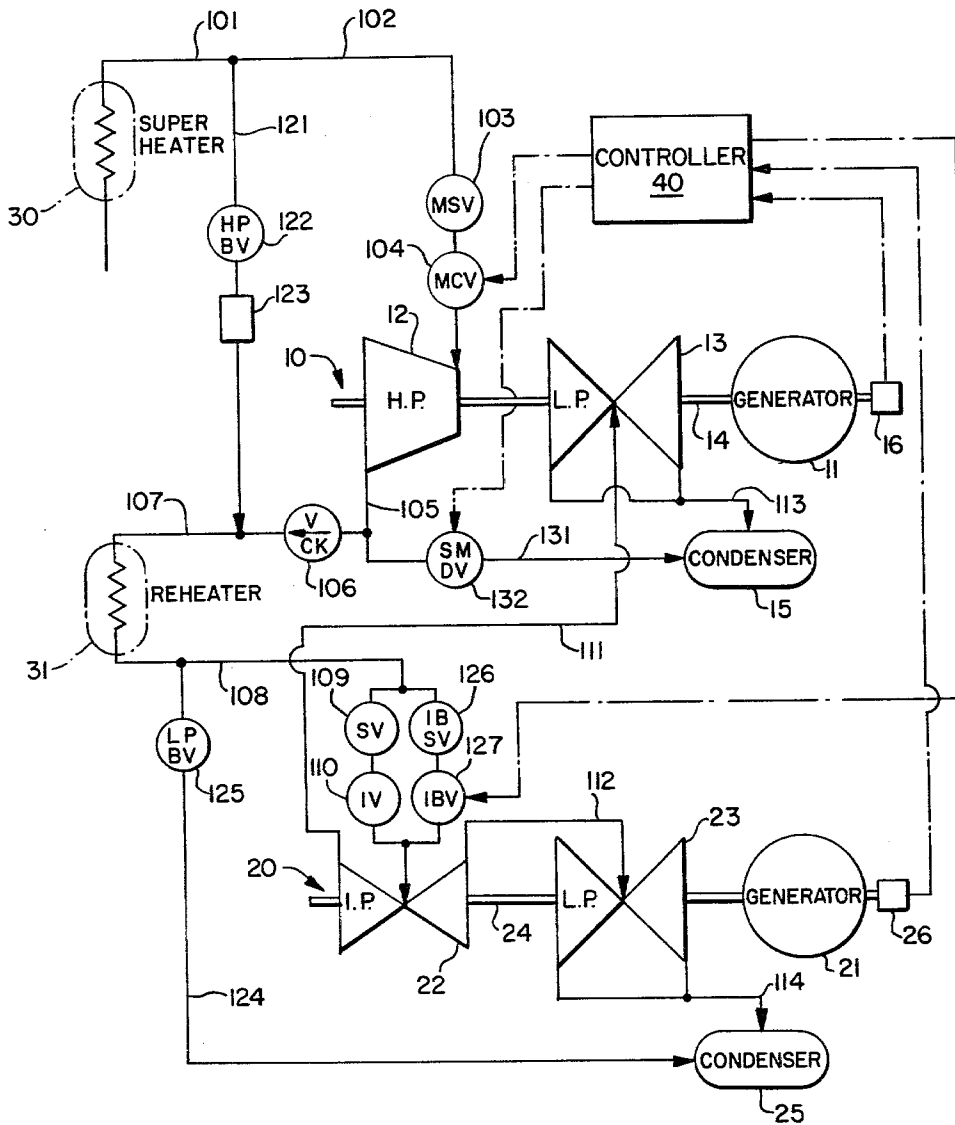 101
102
SUPER
HEATER
121
30
HP
BV
122
123
103
MSV
104
MCV
CONTROLLER
40
12
10
H.P.
13
L.P.
14
GENERATOR
11
16
105
107
V
CK
106
SM
DV
132
131
113
CONDENSER
15
REHEATER
31
108
111
109
126
SV
IB
SV
LP
BV
125
110
127
IV
IBV
112
23
20
I.P.
22
24
L.P.
GENERATOR
21
26
124
114
CONDENSER
25